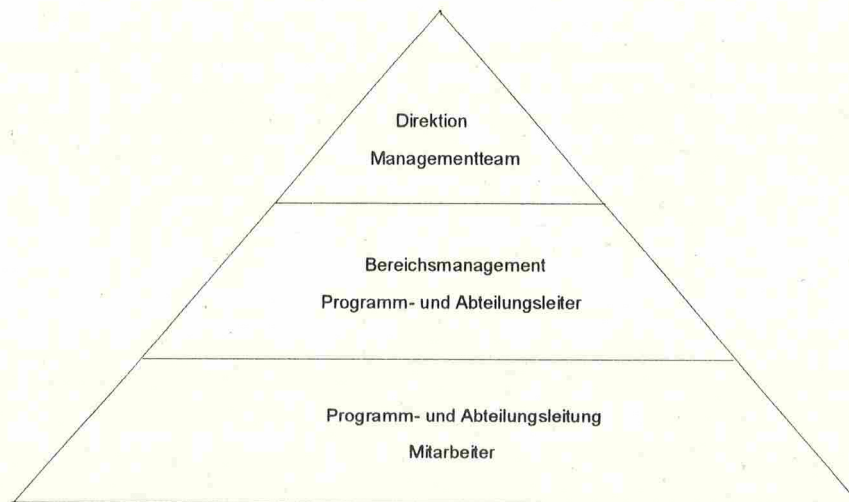 Direktion
Managementteam
Bereichsmanagement
Programm- und Abteilungsleiter
Programm- und Abteilungsleitung
Mitarbeiter